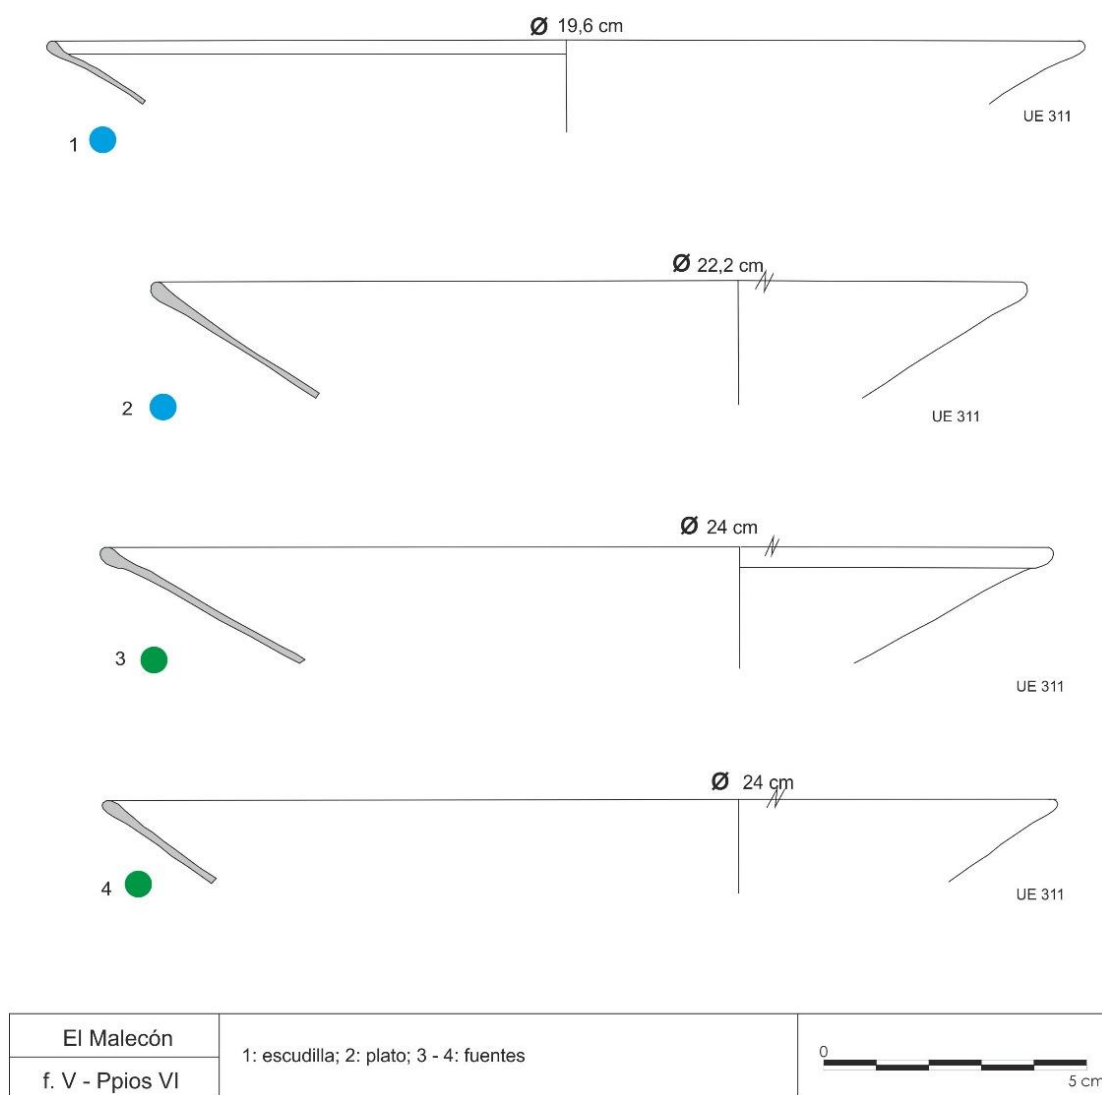 Ø 19,6 cm
UE 311
1
Ø 22,2 cm
2
UE 311
Ø 24 cm
3
UE 311
Ø 24 cm
4
UE 311
El Malecón
f. V - Ppios VI
1: escudilla; 2: plato; 3 - 4: fuentes
0
5 cm